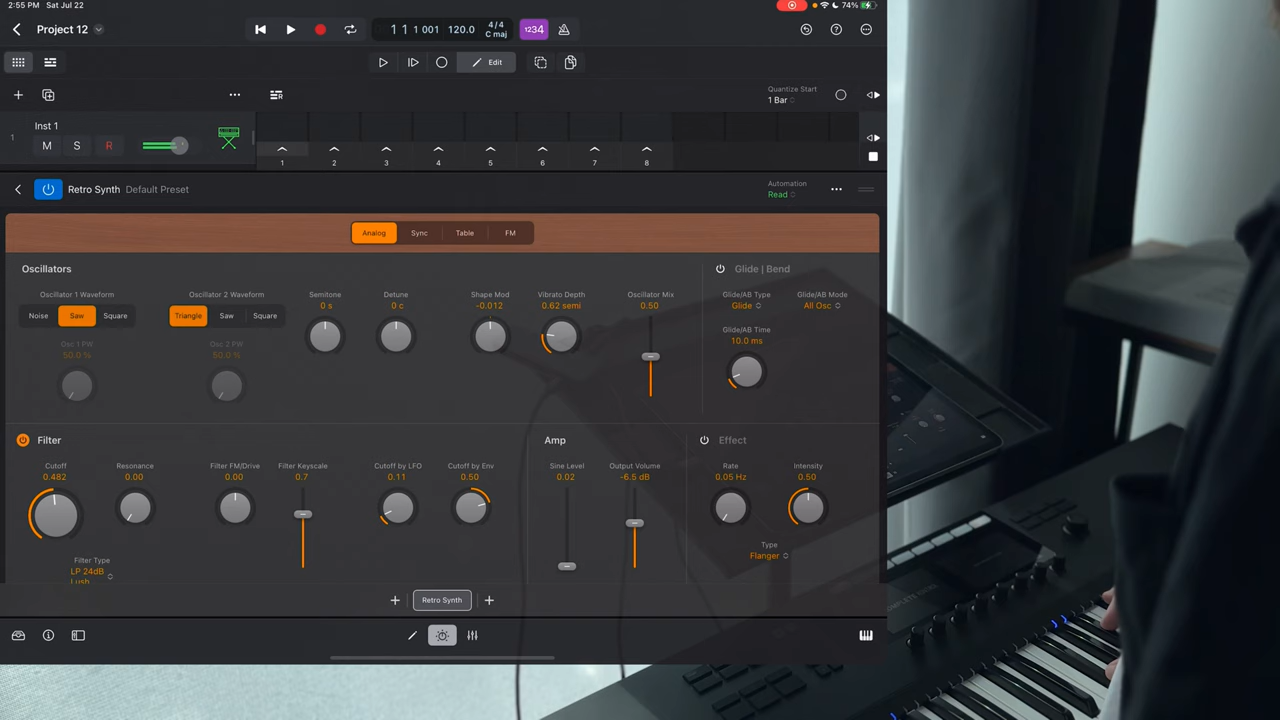 2:55 PM Sat Jul 22
74%
Project 12
1 1 1 001 120.0 4/4 C maj
1234
Edit
Quantize Start
1 Bar
1
Inst 1
M S R
1 2 3 4 5 6 7 8
Retro Synth Default Preset
Automation
Read
Analog Sync Table FM
Oscillators
Glide | Bend
Oscillator 1 Waveform
Noise Saw Square
Osc 1 PW
50.0 %
Oscillator 2 Waveform
Triangle Saw Square
Osc 2 PW
50.0 %
Semitone
0 s
Detune
0 c
Shape Mod
-0.012
Vibrato Depth
0.62 semi
Oscillator Mix
0.50
Glide/AB Type
Glide
Glide/AB Mode
All Osc
Glide/AB Time
10.0 ms
Filter
Cutoff
0.482
Resonance
0.00
Filter FM/Drive
0.00
Filter Keyscale
0.7
Cutoff by LFO
0.11
Cutoff by Env
0.50
Filter Type
LP 24dB
Lush
Amp
Sine Level
0.02
Output Volume
-6.5 dB
Effect
Rate
0.05 Hz
Intensity
0.50
Type
Flanger
Retro Synth